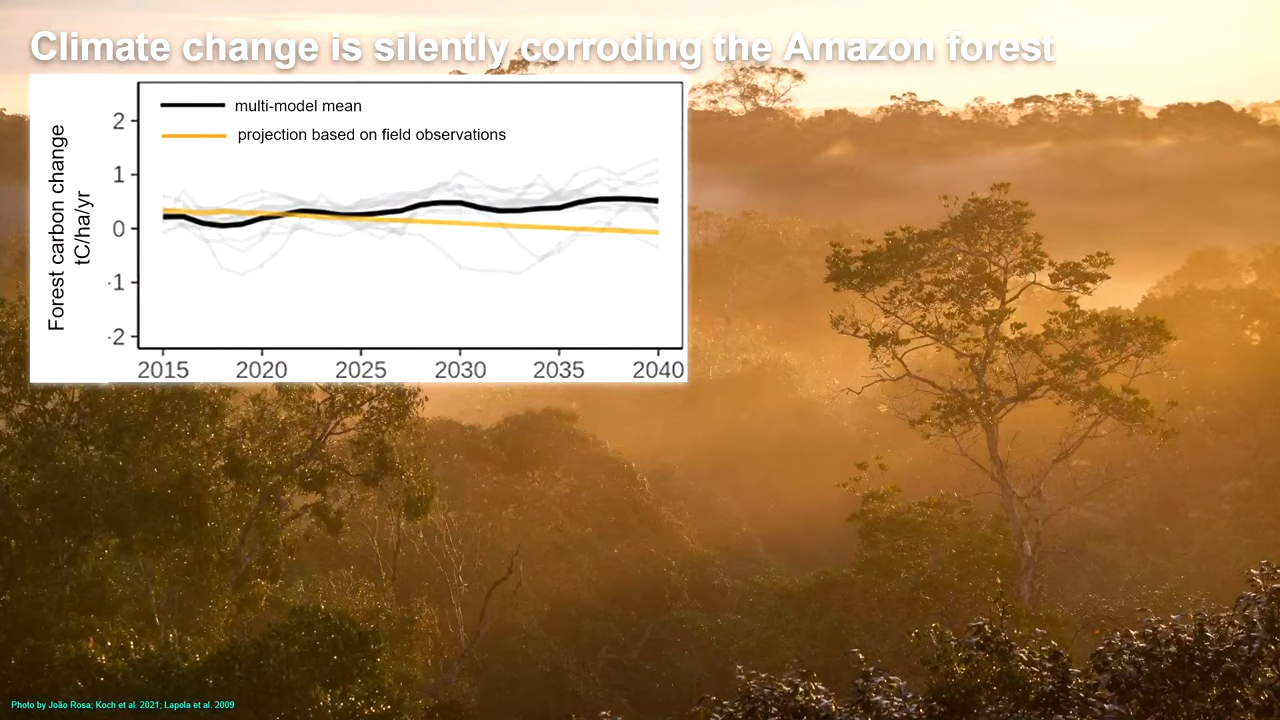 Climate change is silently corroding the Amazon forest
multi-model mean
projection based on field observations
Forest carbon change
tC/ha/yr
2
1
0
-1
-2
2015 2020 2025 2030 2035 2040
Photo by João Rosa; Koch et al. 2021; Lapola et al. 2009